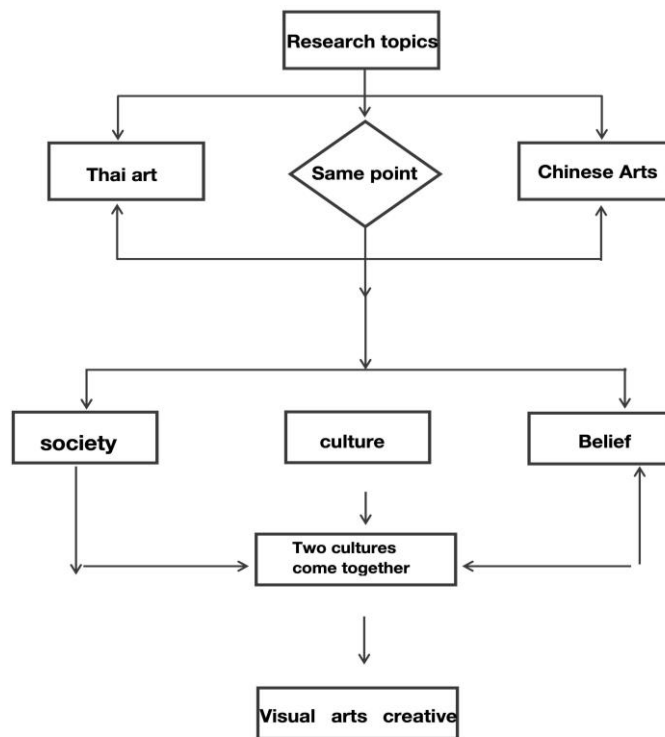 Research topics
Thai art
Same point
Chinese Arts
society
culture
Belief
Two cultures
come together
Visual arts creative